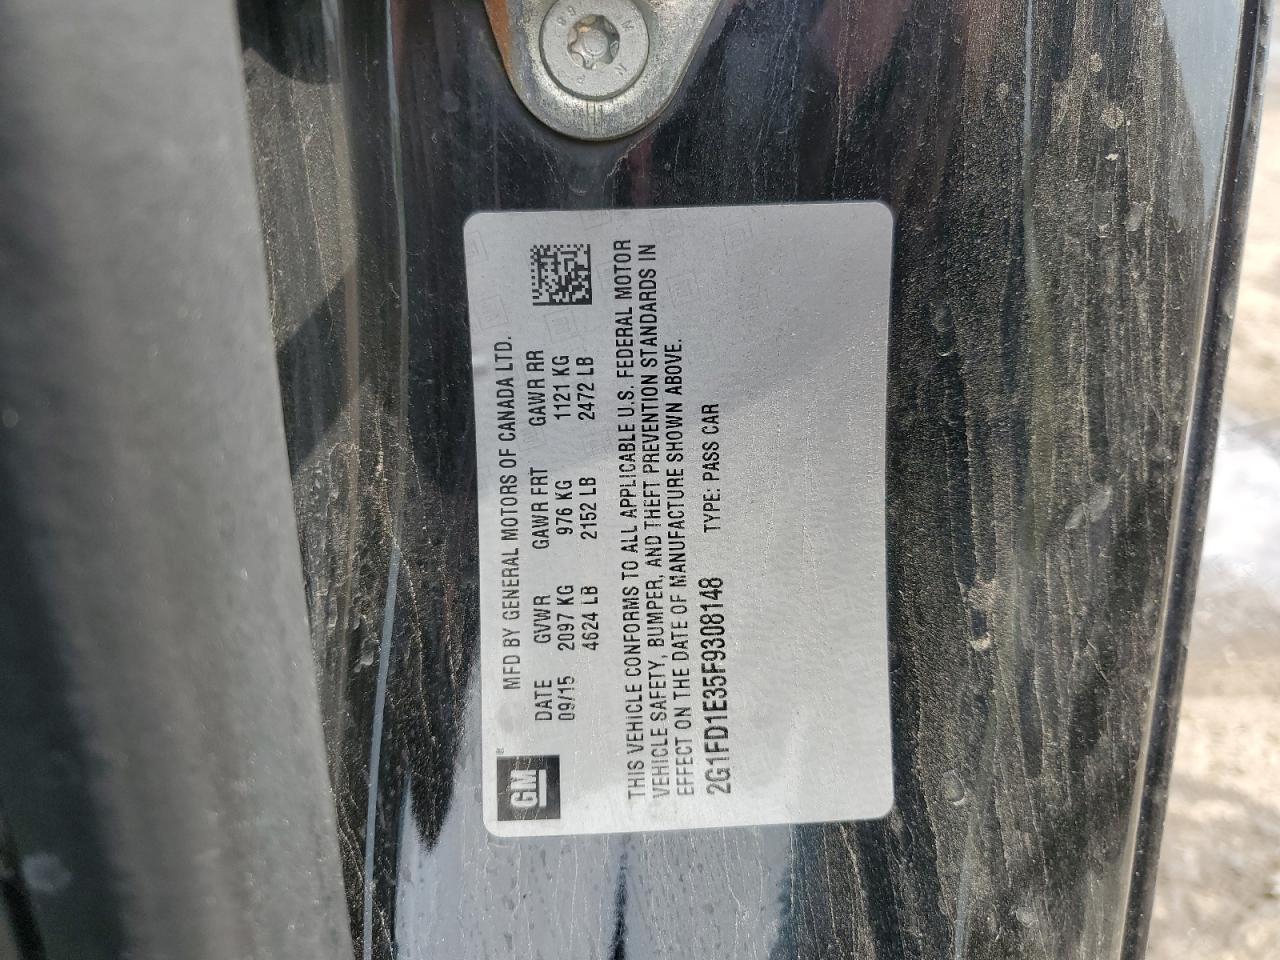 GM
MFD BY GENERAL MOTORS OF CANADA LTD.
DATE GVWR GAWR FRT GAWR RR
09/15 2097 KG 976 KG 1121 KG
4624 LB 2152 LB 2472 LB
THIS VEHICLE CONFORMS TO ALL APPLICABLE U.S. FEDERAL MOTOR
VEHICLE SAFETY, BUMPER, AND THEFT PREVENTION STANDARDS IN
EFFECT ON THE DATE OF MANUFACTURE SHOWN ABOVE.
2G1FD1E35F9308148 TYPE: PASS CAR